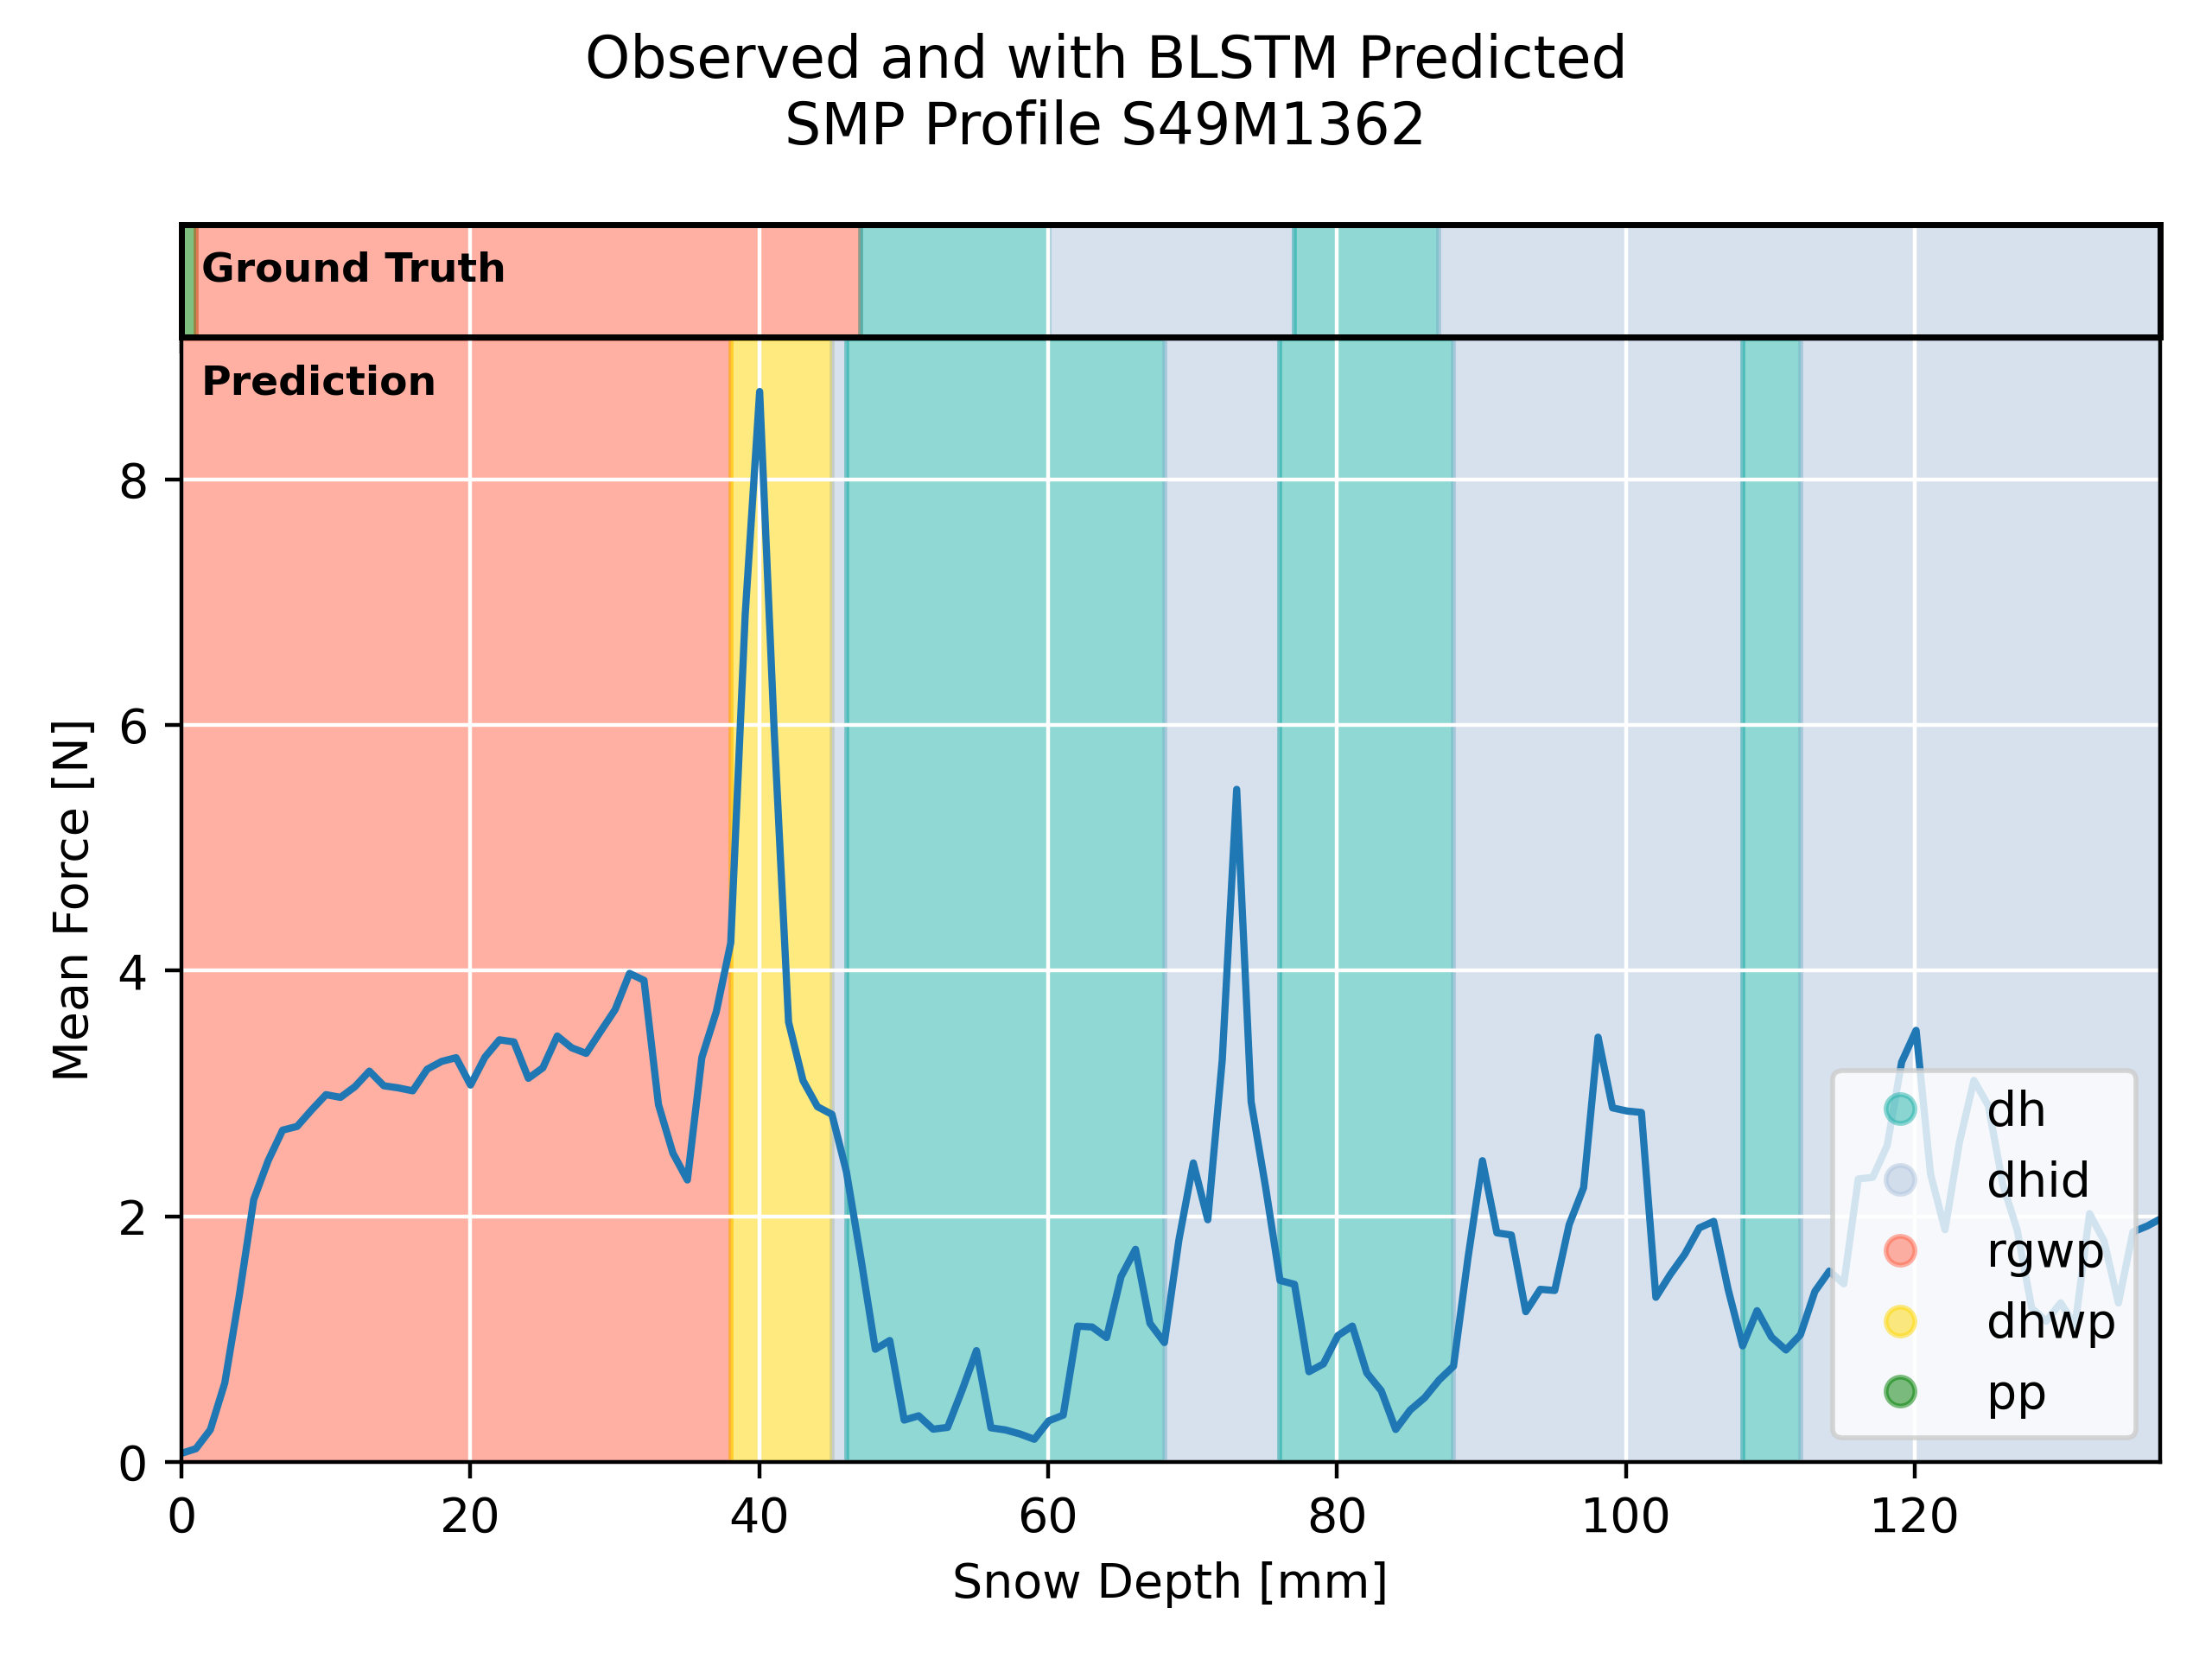 Observed and with BLSTM Predicted
SMP Profile S49M1362
Ground Truth
Prediction
8
6
4
2
0
Mean Force [N]
dh
dhid
rgwp
dhwp
pp
0 20 40 60 80 100 120
Snow Depth [mm]